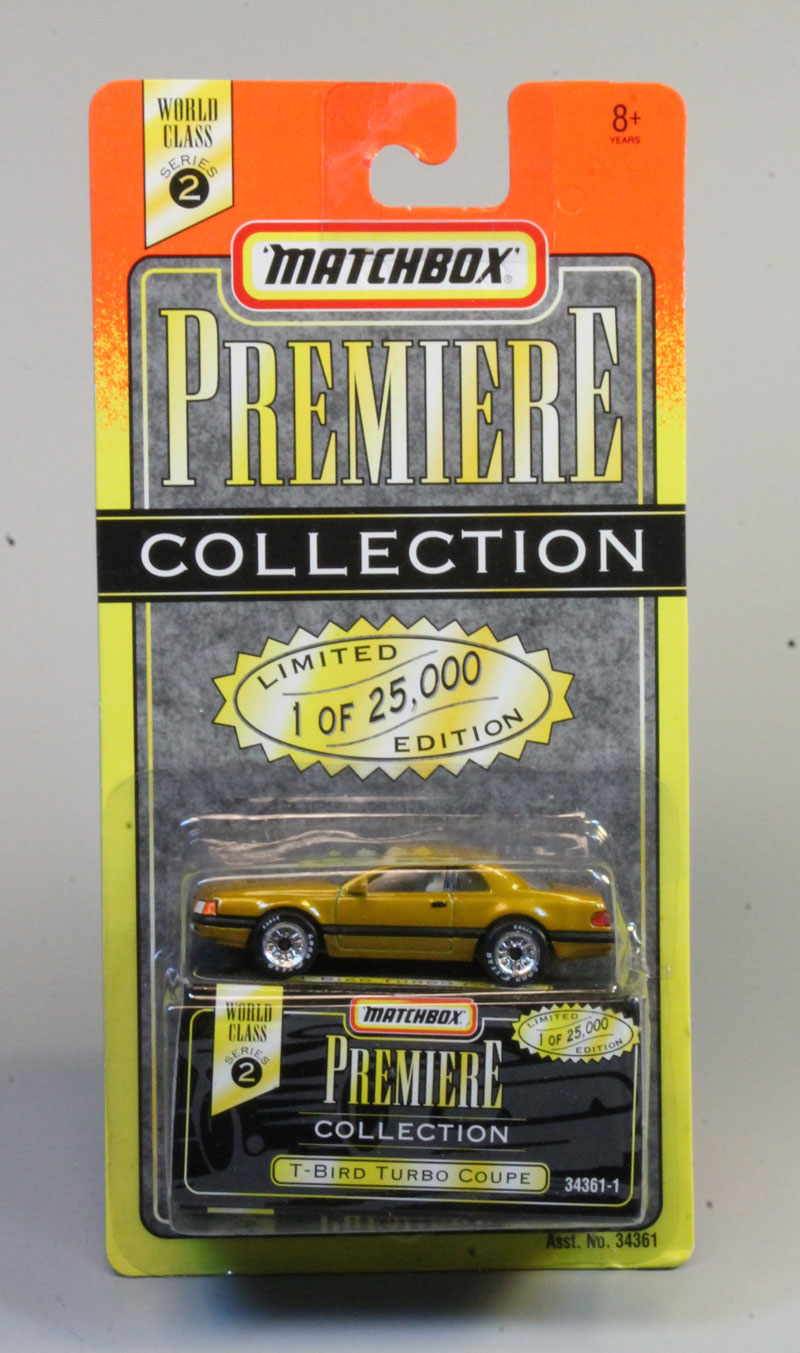 WORLD
CLASS
SERIES
2
8+
YEARS
"MATCHBOX"®
PREMIERE
COLLECTION
LIMITED
1 OF 25,000
EDITION
WORLD
CLASS
SERIES
2
"MATCHBOX"
PREMIERE
COLLECTION
T-BIRD TURBO COUPE
LIMITED
1 OF 25,000
EDITION
34361-1
Asst. No. 34361